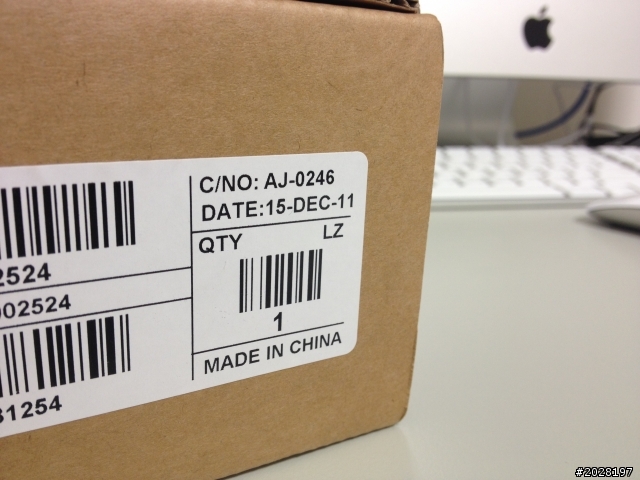 C/NO: AJ-0246
DATE:15-DEC-11
QTY LZ
1
MADE IN CHINA
2524
002524
31254
#2028197